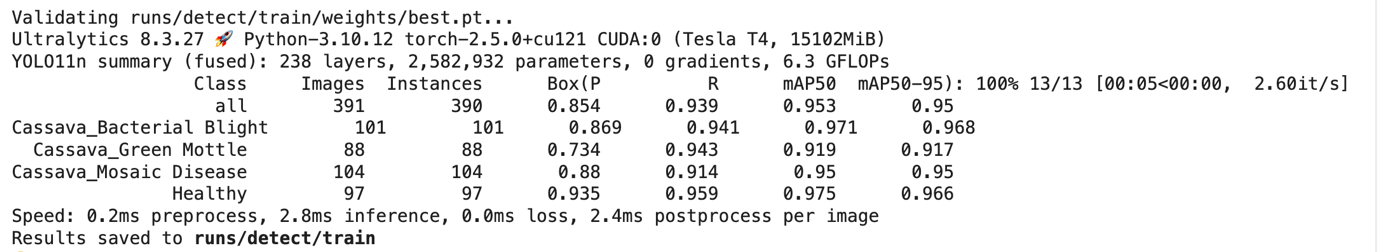 Validating runs/detect/train/weights/best.pt...
Ultralytics 8.3.27 🚀 Python-3.10.12 torch-2.5.0+cu121 CUDA:0 (Tesla T4, 15102MiB)
YOLO11n summary (fused): 238 layers, 2,582,932 parameters, 0 gradients, 6.3 GFLOPs
Class Images Instances Box(P R mAP50 mAP50-95): 100% 13/13 [00:05<00:00, 2.60it/s]
all 391 390 0.854 0.939 0.953 0.95
Cassava_Bacterial Blight 101 101 0.869 0.941 0.971 0.968
Cassava_Green Mottle 88 88 0.734 0.943 0.919 0.917
Cassava_Mosaic Disease 104 104 0.88 0.914 0.95 0.95
Healthy 97 97 0.935 0.959 0.975 0.966
Speed: 0.2ms preprocess, 2.8ms inference, 0.0ms loss, 2.4ms postprocess per image
Results saved to runs/detect/train